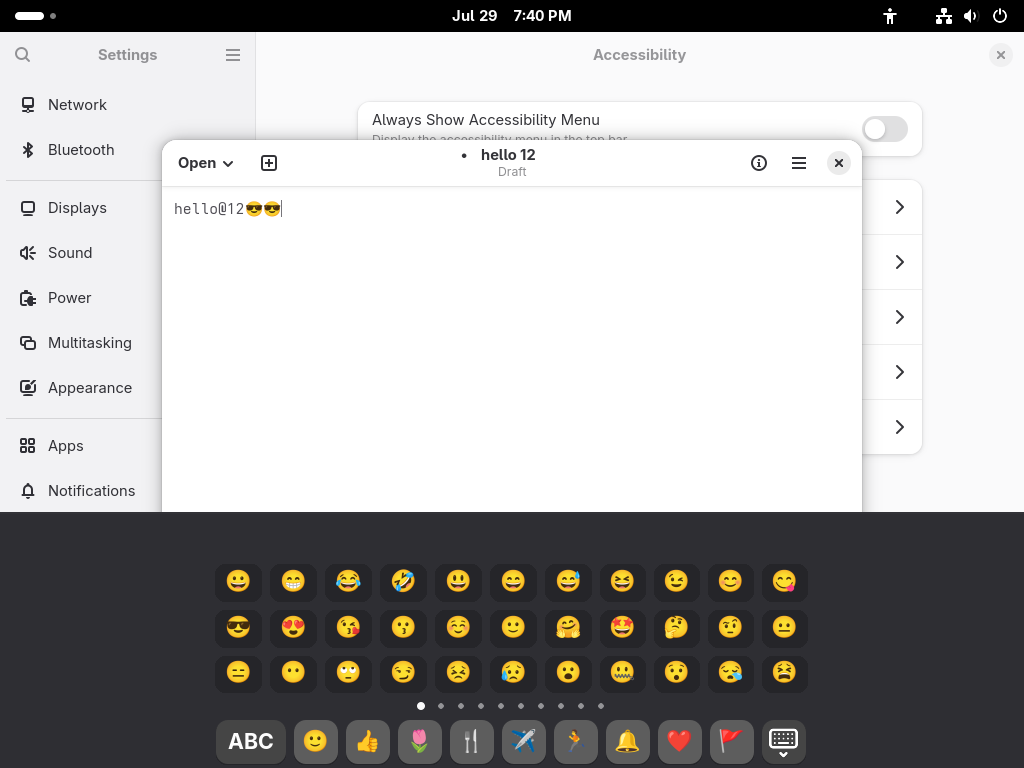 Jul 29 7:40 PM
Settings
Accessibility
Network
Bluetooth
Displays
Sound
Power
Multitasking
Appearance
Apps
Notifications
Always Show Accessibility Menu
Display the accessibility menu in the top bar
Open
• hello 12
Draft
hello@12😎😎
ABC